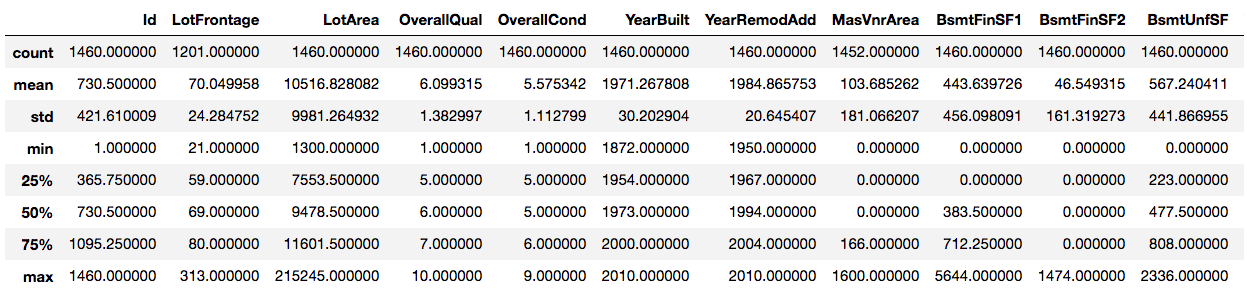 Id LotFrontage LotArea OverallQual OverallCond YearBuilt YearRemodAdd MasVnrArea BsmtFinSF1 BsmtFinSF2 BsmtUnfSF
count 1460.000000 1201.000000 1460.000000 1460.000000 1460.000000 1460.000000 1460.000000 1452.000000 1460.000000 1460.000000 1460.000000
mean 730.500000 70.049958 10516.828082 6.099315 5.575342 1971.267808 1984.865753 103.685262 443.639726 46.549315 567.240411
std 421.610009 24.284752 9981.264932 1.382997 1.112799 30.202904 20.645407 181.066207 456.098091 161.319273 441.866955
min 1.000000 21.000000 1300.000000 1.000000 1.000000 1872.000000 1950.000000 0.000000 0.000000 0.000000 0.000000
25% 365.750000 59.000000 7553.500000 5.000000 5.000000 1954.000000 1967.000000 0.000000 0.000000 0.000000 223.000000
50% 730.500000 69.000000 9478.500000 6.000000 5.000000 1973.000000 1994.000000 0.000000 383.500000 0.000000 477.500000
75% 1095.250000 80.000000 11601.500000 7.000000 6.000000 2000.000000 2004.000000 166.000000 712.250000 0.000000 808.000000
max 1460.000000 313.000000 215245.000000 10.000000 9.000000 2010.000000 2010.000000 1600.000000 5644.000000 1474.000000 2336.000000